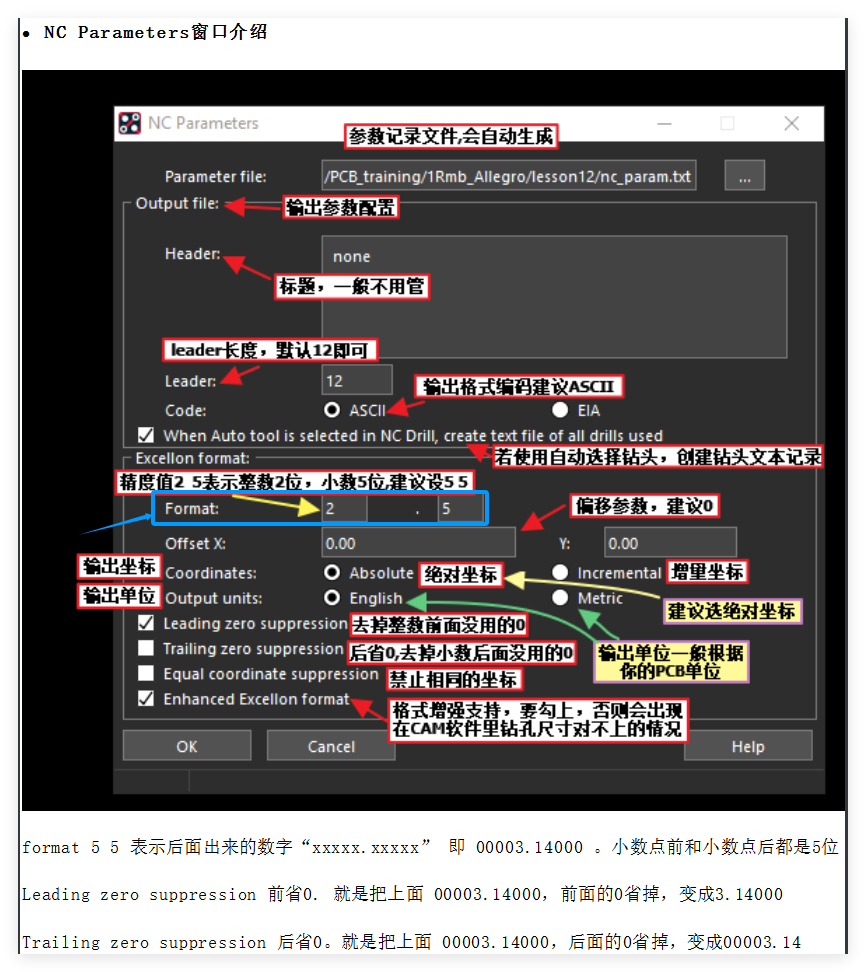 • NC Parameters窗口介绍
NC Parameters
参数记录文件,会自动生成
Parameter file:
/PCB_training/1Rmb_Allegro/lesson12/nc_param.txt
...
Output file:
输出参数配置
Header:
none
标题，一般不用管
leader长度，默认12即可
Leader:
12
输出格式编码建议ASCII
Code:
ASCII
EIA
When Auto tool is selected in NC Drill, create text file of all drills used
若使用自动选择钻头，创建钻头文本记录
Excellon format:
精度值2 5表示整数2位，小数5位,建议设5 5
Format:
2 . 5
偏移参数，建议0
Offset X:
0.00
Y:
0.00
输出坐标
Coordinates:
Absolute
绝对坐标
Incremental
增里坐标
输出单位
Output units:
English
Metric
建议选绝对坐标
Leading zero suppression
去掉整数前面没用的0
Trailing zero suppression
后省0,去掉小数后面没用的0
输出单位一般根据
你的PCB单位
Equal coordinate suppression
禁止相同的坐标
Enhanced Excellon format
格式增强支持，要勾上，否则会出现
在CAM软件里钻孔尺寸对不上的情况
OK
Cancel
Help
format 5 5 表示后面出来的数字“xxxxx.xxxxx” 即 00003.14000 。小数点前和小数点后都是5位
Leading zero suppression 前省0. 就是把上面 00003.14000，前面的0省掉，变成3.14000
Trailing zero suppression 后省0。就是把上面 00003.14000，后面的0省掉，变成00003.14